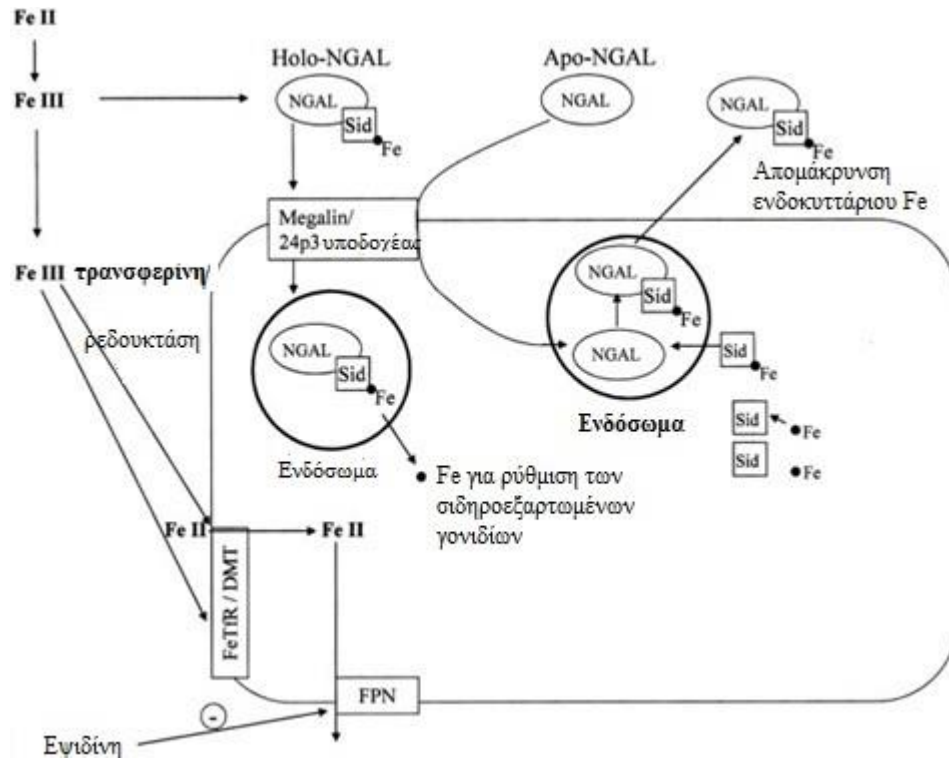 Fe II
Holo-NGAL
Apo-NGAL
Fe III
NGAL
Sid
Fe
NGAL
NGAL
Sid
Fe
Απομάκρυνση
ενδοκυττάριου Fe
Megalin/
24p3 υποδογέας
Fe III τρανσφερίνη/
ρεδουκτάση
NGAL
Sid
Fe
Ενδόσωμα
NGAL
Sid
Fe
NGAL
Ενδόσωμα
Sid
Fe
Sid
Fe
Sid
Fe
Fe για ρύθμιση των
σιδηροεξαρτωμένων
γονιδίων
Fe II
Fe II
FeTfR / DMT
FPN
-
Εψιδίνη